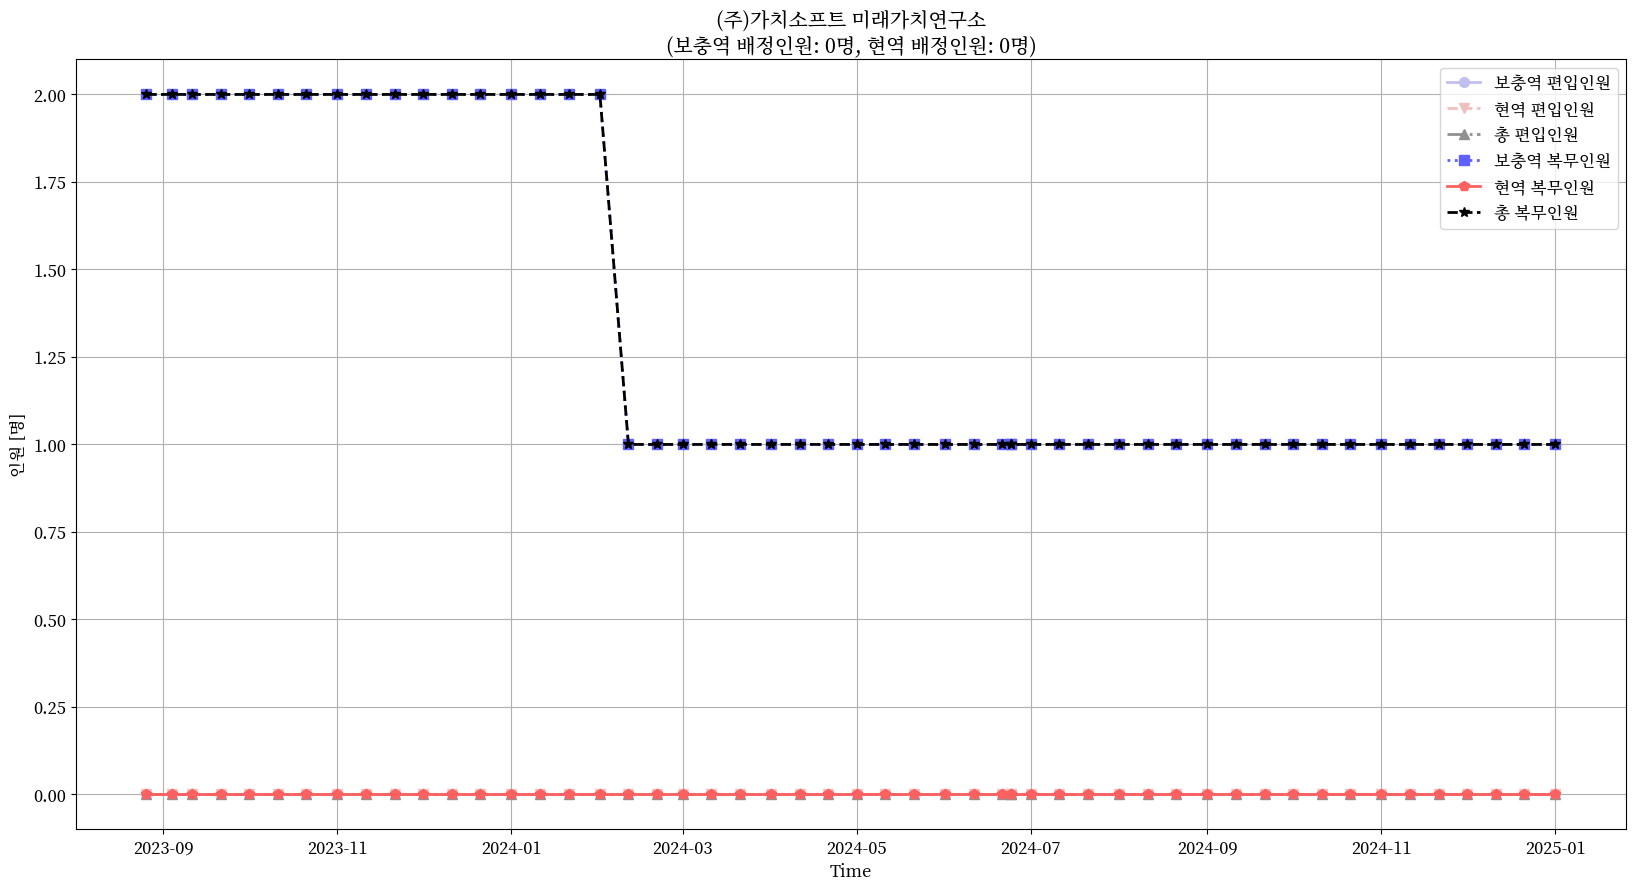 (주)가치소프트 미래가치연구소
(보충역 배정인원: 0명, 현역 배정인원: 0명)
보충역 편입인원
현역 편입인원
총 편입인원
보충역 복무인원
현역 복무인원
총 복무인원
인원 [명]
2.00
1.75
1.50
1.25
1.00
0.75
0.50
0.25
0.00
2023-09
2023-11
2024-01
2024-03
2024-05
2024-07
2024-09
2024-11
2025-01
Time